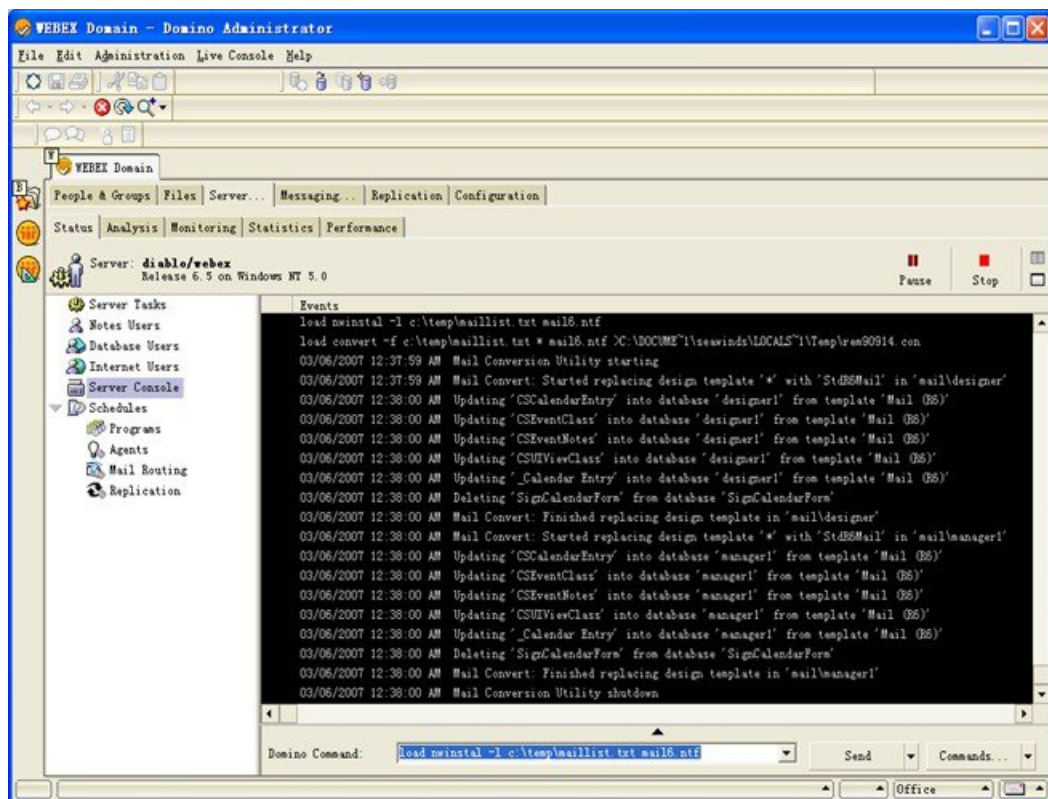 WEBEX Domain - Domino Administrator
File Edit Administration Live Console Help
WEBEX Domain
People & Groups Files Server... Messaging... Replication Configuration
Status Analysis Monitoring Statistics Performance
Server: diablo/webex
Release 6.5 on Windows NT 5.0
Pause Stop
Server Tasks
Notes Users
Database Users
Internet Users
Server Console
Schedules
Programs
Agents
Mail Routing
Replication
Events
load nwinstal -l c:\temp\maillist.txt mail6.ntf
load convert -f c:\temp\maillist.txt * mail6.ntf >C:\DOCUME~1\seawinds\LOCALS~1\Temp\rem90914.con
03/06/2007 12:37:59 AM Mail Conversion Utility starting
03/06/2007 12:37:59 AM Mail Convert: Started replacing design template '*' with 'StdR6Mail' in 'mail\designer'
03/06/2007 12:38:00 AM Updating 'CSCalendarEntry' into database 'designer1' from template 'Mail (R6)'
03/06/2007 12:38:00 AM Updating 'CSEventClass' into database 'designer1' from template 'Mail (R6)'
03/06/2007 12:38:00 AM Updating 'CSEventNotes' into database 'designer1' from template 'Mail (R6)'
03/06/2007 12:38:00 AM Updating 'CSUIViewClass' into database 'designer1' from template 'Mail (R6)'
03/06/2007 12:38:00 AM Updating '_Calendar Entry' into database 'designer1' from template 'Mail (R6)'
03/06/2007 12:38:00 AM Deleting 'SignCalendarForm' from database 'SignCalendarForm'
03/06/2007 12:38:00 AM Mail Convert: Finished replacing design template in 'mail\designer'
03/06/2007 12:38:00 AM Mail Convert: Started replacing design template '*' with 'StdR6Mail' in 'mail\manager1'
03/06/2007 12:38:00 AM Updating 'CSCalendarEntry' into database 'manager1' from template 'Mail (R6)'
03/06/2007 12:38:00 AM Updating 'CSEventClass' into database 'manager1' from template 'Mail (R6)'
03/06/2007 12:38:00 AM Updating 'CSEventNotes' into database 'manager1' from template 'Mail (R6)'
03/06/2007 12:38:00 AM Updating 'CSUIViewClass' into database 'manager1' from template 'Mail (R6)'
03/06/2007 12:38:00 AM Updating '_Calendar Entry' into database 'manager1' from template 'Mail (R6)'
03/06/2007 12:38:00 AM Deleting 'SignCalendarForm' from database 'SignCalendarForm'
03/06/2007 12:38:00 AM Mail Convert: Finished replacing design template in 'mail\manager1'
03/06/2007 12:38:00 AM Mail Conversion Utility shutdown
Domino Command: load nwinstal -l c:\temp\maillist.txt mail6.ntf Send Commands...
Office